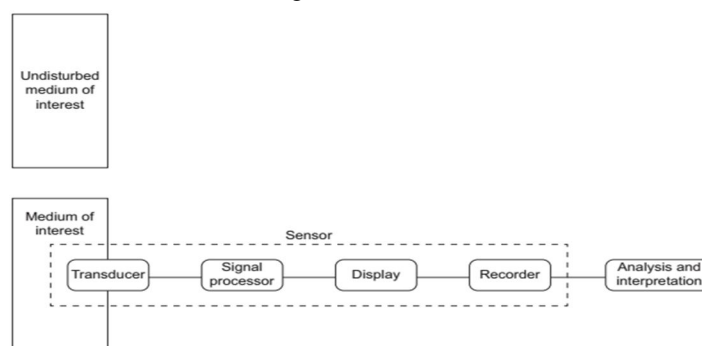 Undisturbed
medium of
interest
Medium of
interest
Sensor
Transducer
Signal
processor
Display
Recorder
Analysis and
interpretation